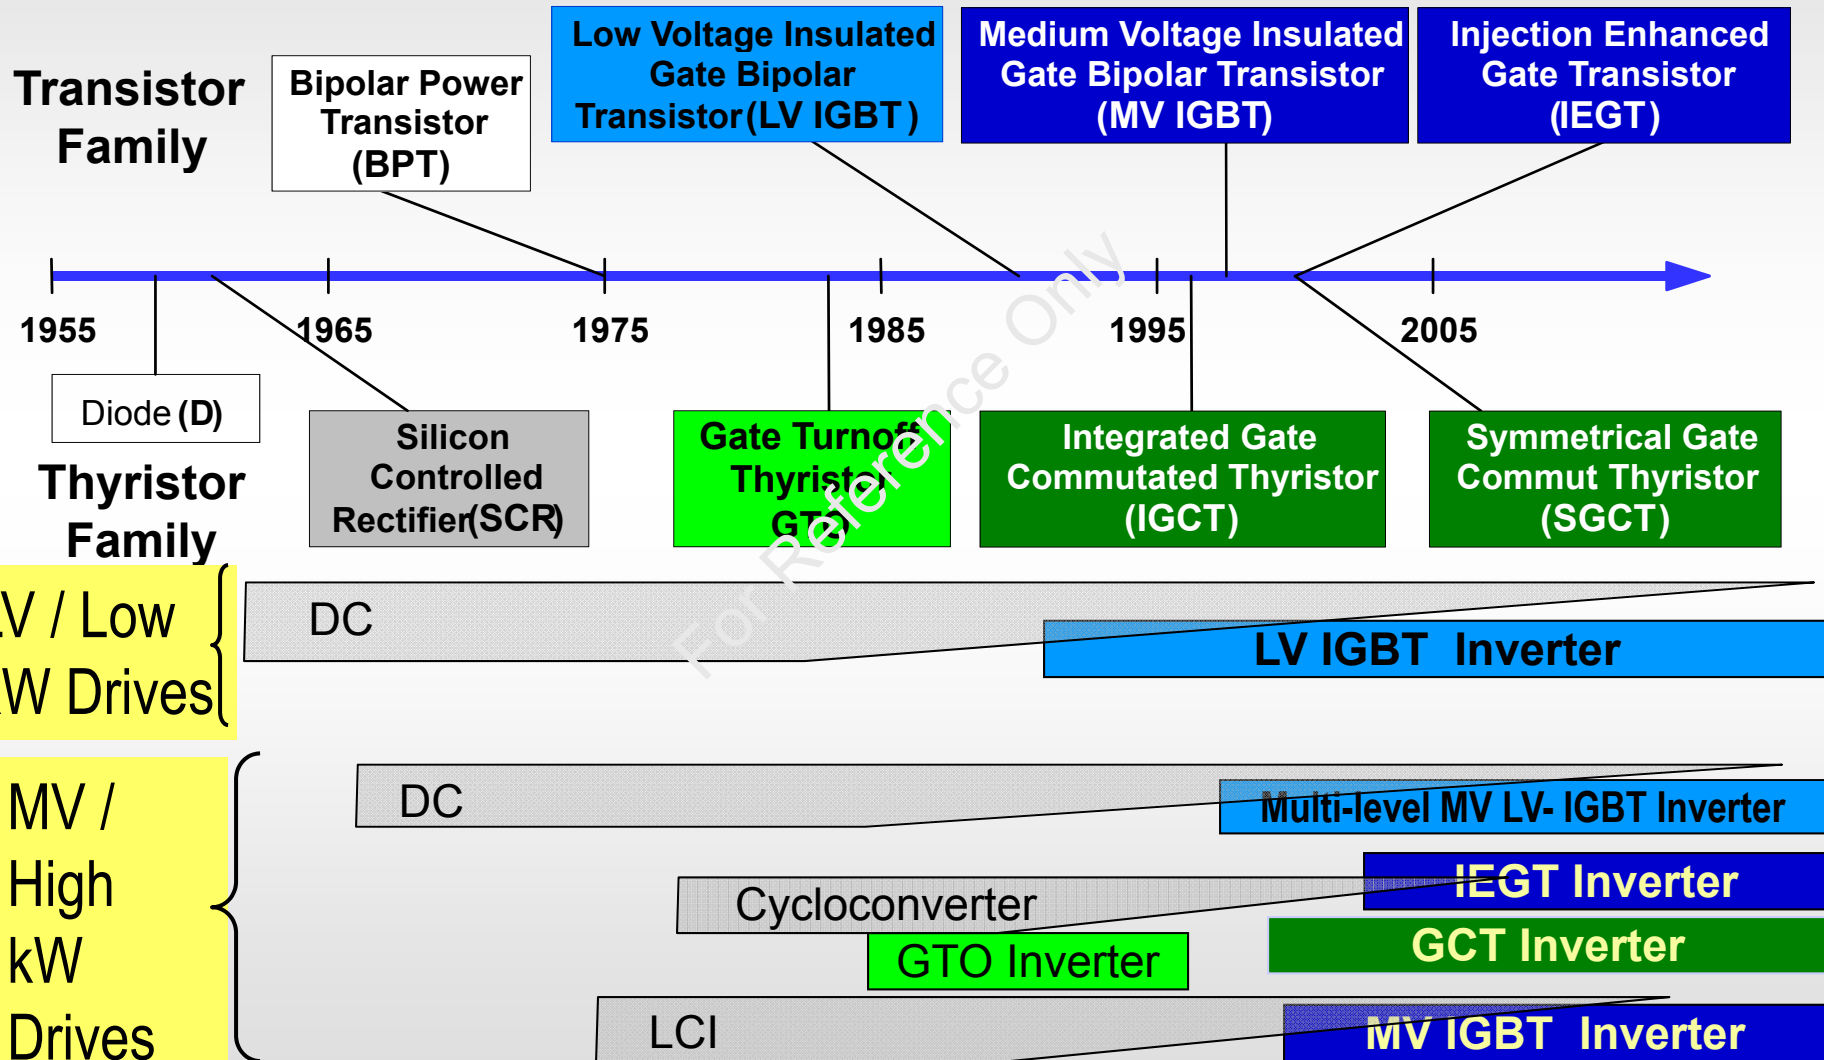 Transistor
Family
Bipolar Power
Transistor
(BPT)
Low Voltage Insulated
Gate Bipolar
Transistor (LV IGBT )
Medium Voltage Insulated
Gate Bipolar Transistor
(MV IGBT)
Injection Enhanced
Gate Transistor
(IEGT)
1955
1965
1975
1985
1995
2005
Diode (D)
Thyristor
Family
Silicon
Controlled
Rectifier(SCR)
Gate Turnoff
Thyristor
GTO
Integrated Gate
Commutated Thyristor
(IGCT)
Symmetrical Gate
Commut Thyristor
(SGCT)
For Reference Only
LV / Low
kW Drives
DC
LV IGBT Inverter
MV /
High
kW
Drives
DC
Multi-level MV LV- IGBT Inverter
Cycloconverter
IEGT Inverter
GTO Inverter
GCT Inverter
LCI
MV IGBT Inverter